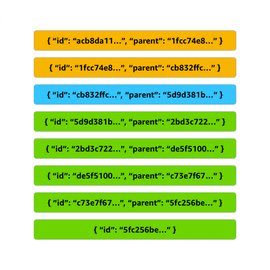 { “id”: “acb8da11...”, “parent”: “1fcc74e8...” }
{ “id”: “1fcc74e8...”, “parent”: “cb832ffc...” }
{ “id”: “cb832ffc...”, “parent”: “5d9d381b...” }
{ “id”: “5d9d381b...”, “parent”: “2bd3c722...” }
{ “id”: “2bd3c722...”, “parent”: “de5f5100...” }
{ “id”: “de5f5100...”, “parent”: “c73e7f67...” }
{ “id”: “c73e7f67...”, “parent”: “5fc256be...” }
{ “id”: “5fc256be...” }